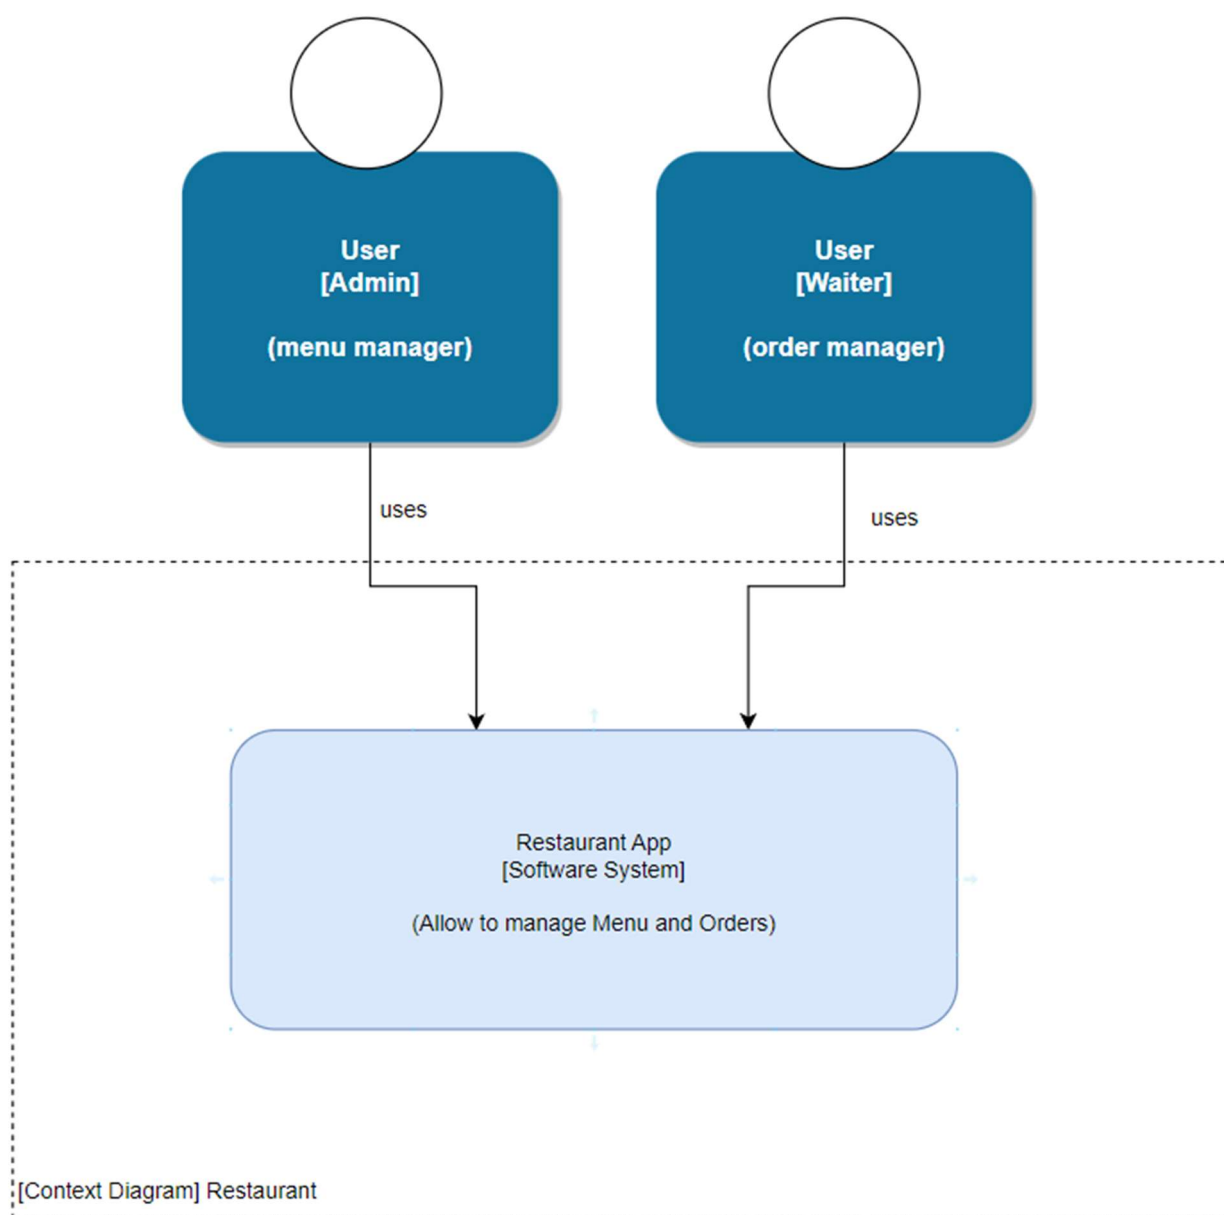 User
[Admin]
(menu manager)
User
[Waiter]
(order manager)
uses
uses
Restaurant App
[Software System]
(Allow to manage Menu and Orders)
[Context Diagram] Restaurant